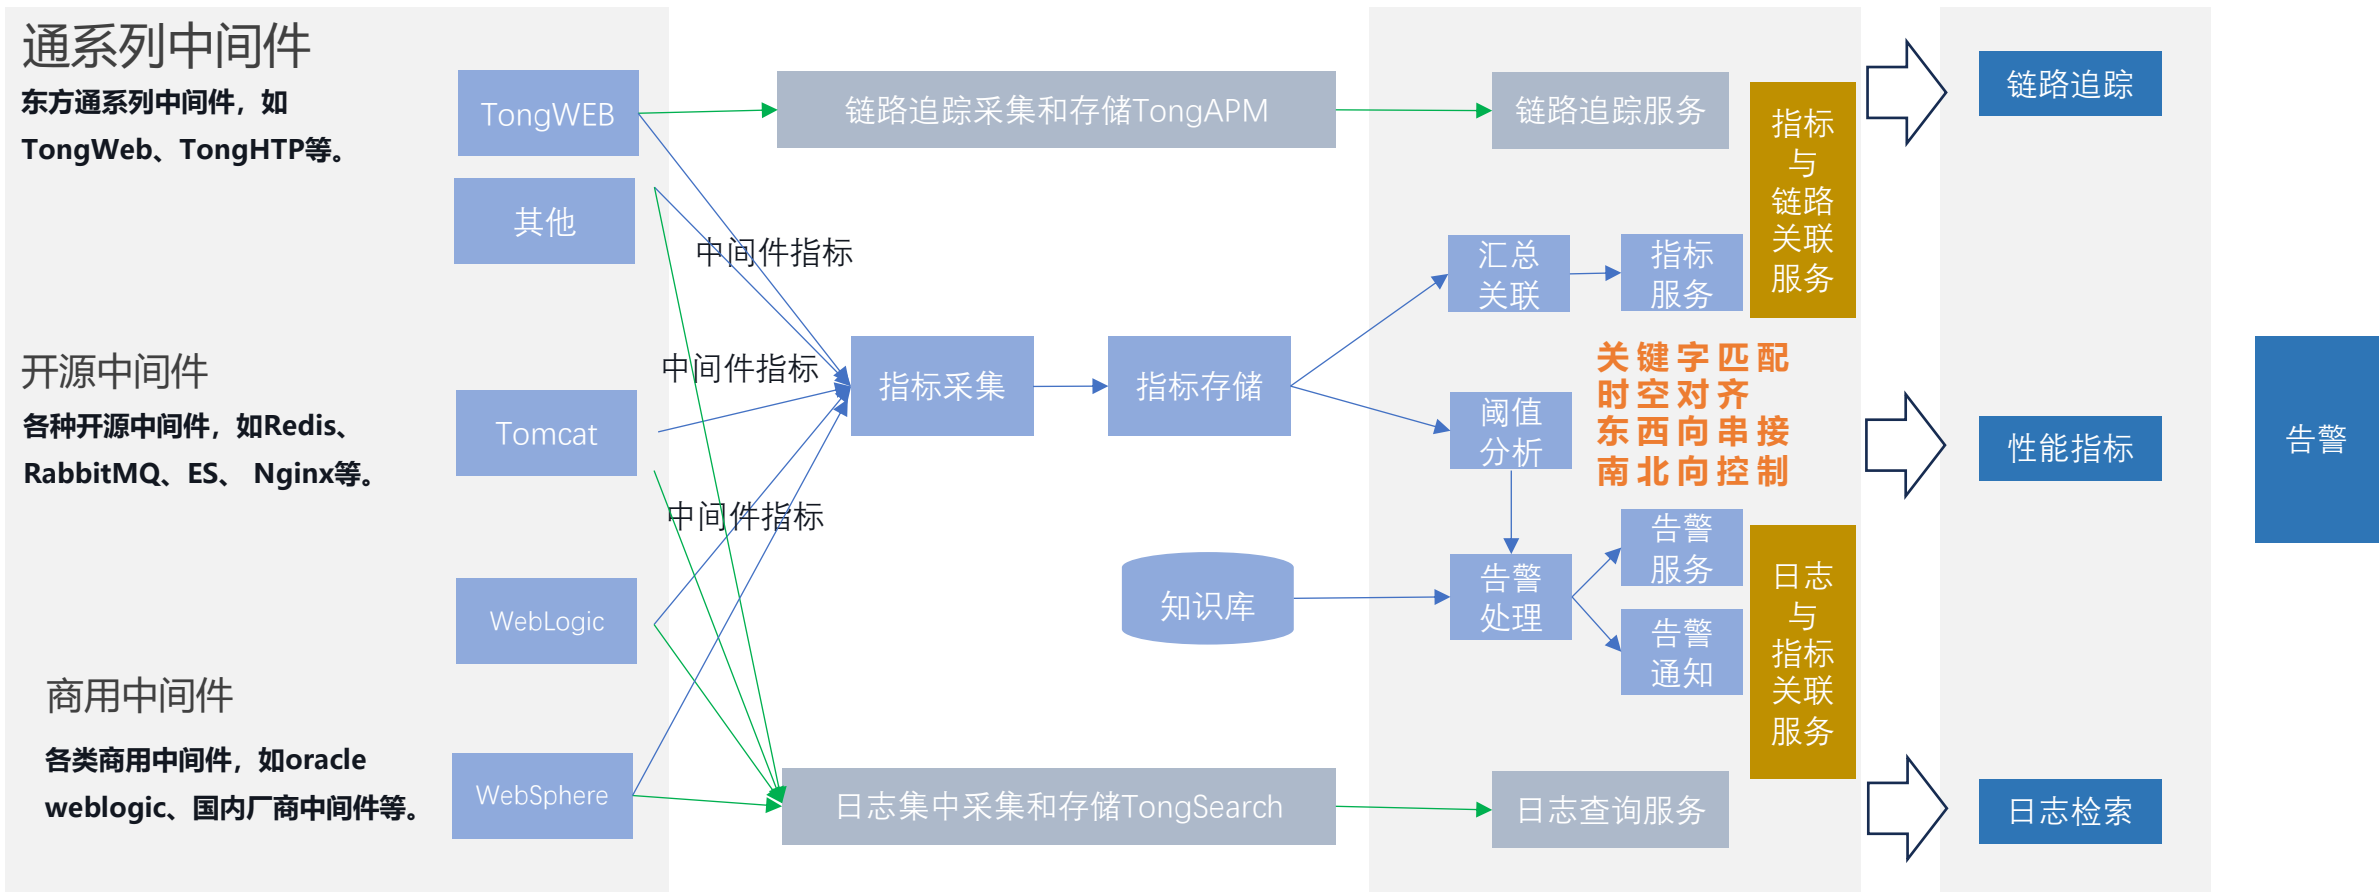 通系列中间件
东方通系列中间件，如
TongWeb、TongHTP等。
开源中间件
各种开源中间件，如Redis、
RabbitMQ、ES、 Nginx等。
商用中间件
各类商用中间件，如oracle
weblogic、国内厂商中间件等。
TongWEB
其他
Tomcat
WebLogic
WebSphere
中间件指标
中间件指标
中间件指标
链路追踪采集和存储TongAPM
指标采集
指标存储
知识库
日志集中采集和存储TongSearch
链路追踪服务
汇总
关联
指标
服务
关键字匹配
时空对齐
东西向串接
南北向控制
阈值
分析
告警
处理
告警
服务
告警
通知
日志查询服务
指标
与
链路
关联
服务
日志
与
指标
关联
服务
链路追踪
性能指标
日志检索
告警